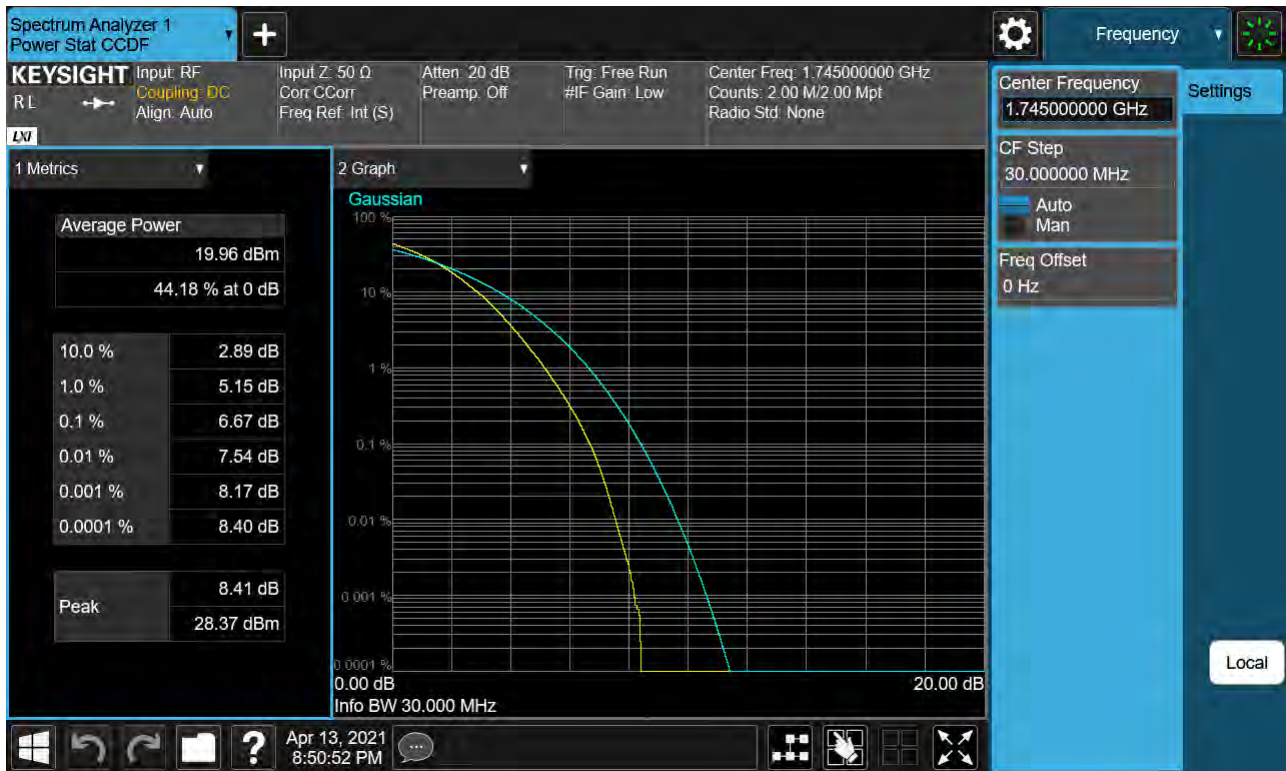 Spectrum Analyzer 1
Power Stat CCDF
Frequency
KEYSIGHT
RL
LXI
Input: RF
Coupling: DC
Align: Auto
Input Z: 50 Ω
Corr CCorr
Freq Ref: Int (S)
Atten: 20 dB
Preamp: Off
Trig: Free Run
#IF Gain: Low
Center Freq: 1.745000000 GHz
Counts: 2.00 M/2.00 Mpt
Radio Std: None
Center Frequency
1.745000000 GHz
Settings
CF Step
30.000000 MHz
Auto
Man
Freq Offset
0 Hz
Local
1 Metrics
Average Power
19.96 dBm
44.18 % at 0 dB
10.0 % 2.89 dB
1.0 % 5.15 dB
0.1 % 6.67 dB
0.01 % 7.54 dB
0.001 % 8.17 dB
0.0001 % 8.40 dB
Peak 8.41 dB
28.37 dBm
2 Graph
Gaussian
100 %
10 %
1 %
0.1 %
0.01 %
0.001 %
0.0001 %
0.00 dB 20.00 dB
Info BW 30.000 MHz
?
Apr 13, 2021
8:50:52 PM